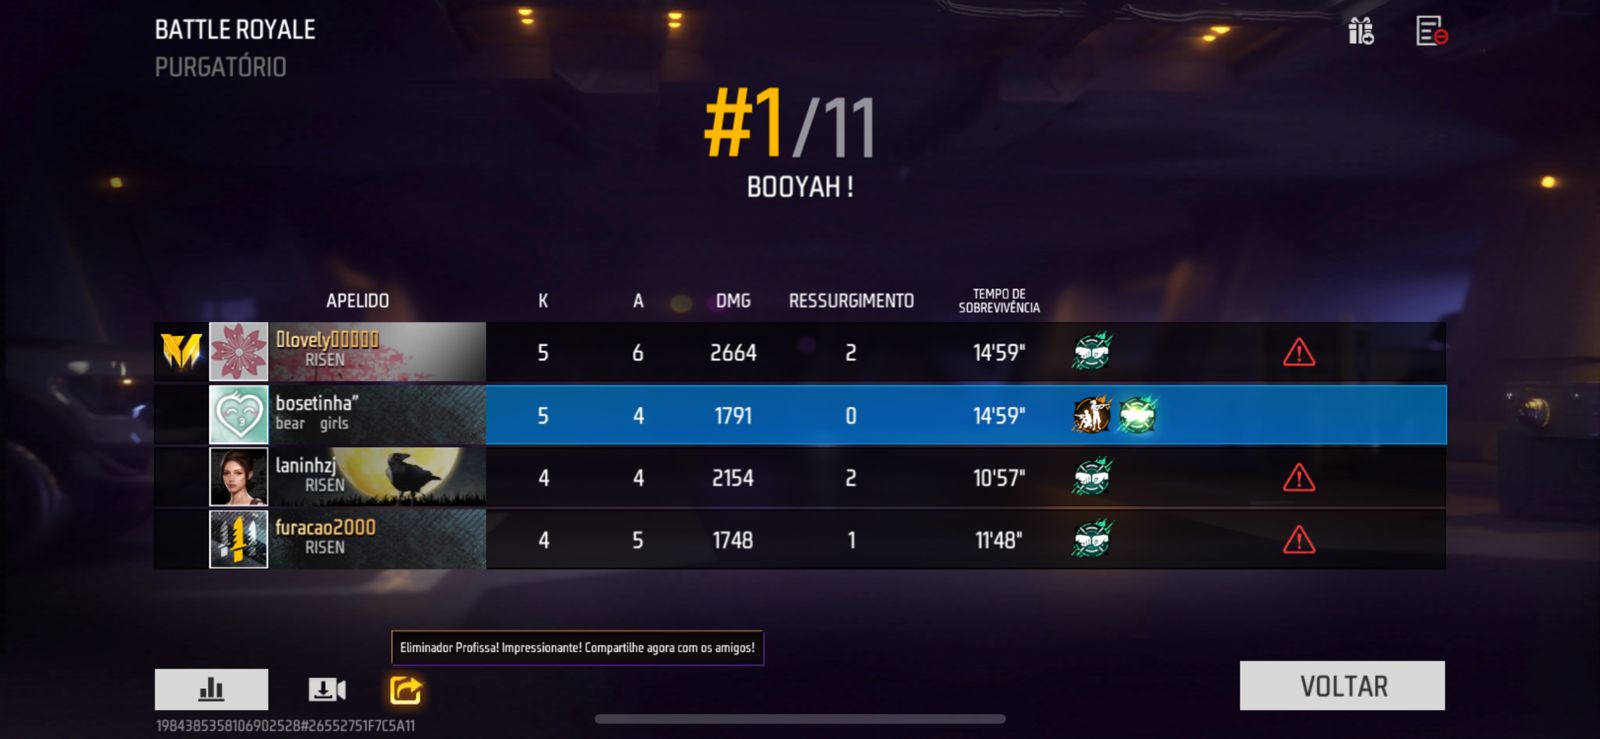 BATTLE ROYALE
PURGATÓRIO
#1/11
BOOYAH !
APELIDO K A DMG RESSURGIMENTO TEMPO DE SOBREVIVÊNCIA
lovely 5 6 2664 2 14'59"
RISEN
bosetinha" 5 4 1791 0 14'59"
bear girls
laninhzj 4 4 2154 2 10'57"
RISEN
furacao2000 4 5 1748 1 11'48"
RISEN
Eliminador Profissa! Impressionante! Compartilhe agora com os amigos!
VOLTAR
1984385358106902528#26552751F7C5A11